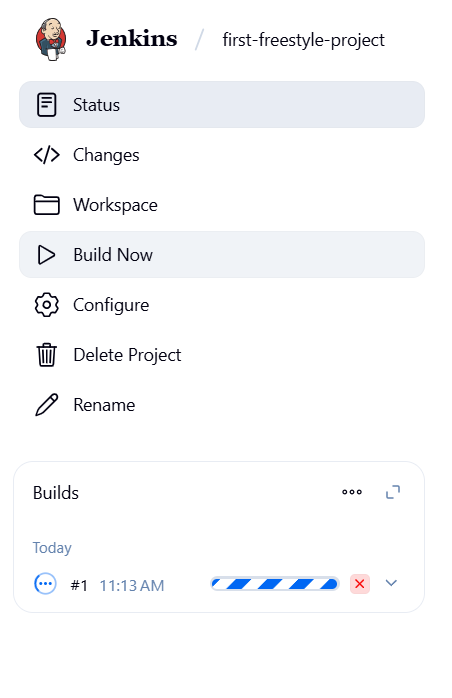 Jenkins / first-freestyle-project
Status
Changes
Workspace
Build Now
Configure
Delete Project
Rename
Builds
Today
#1 11:13 AM